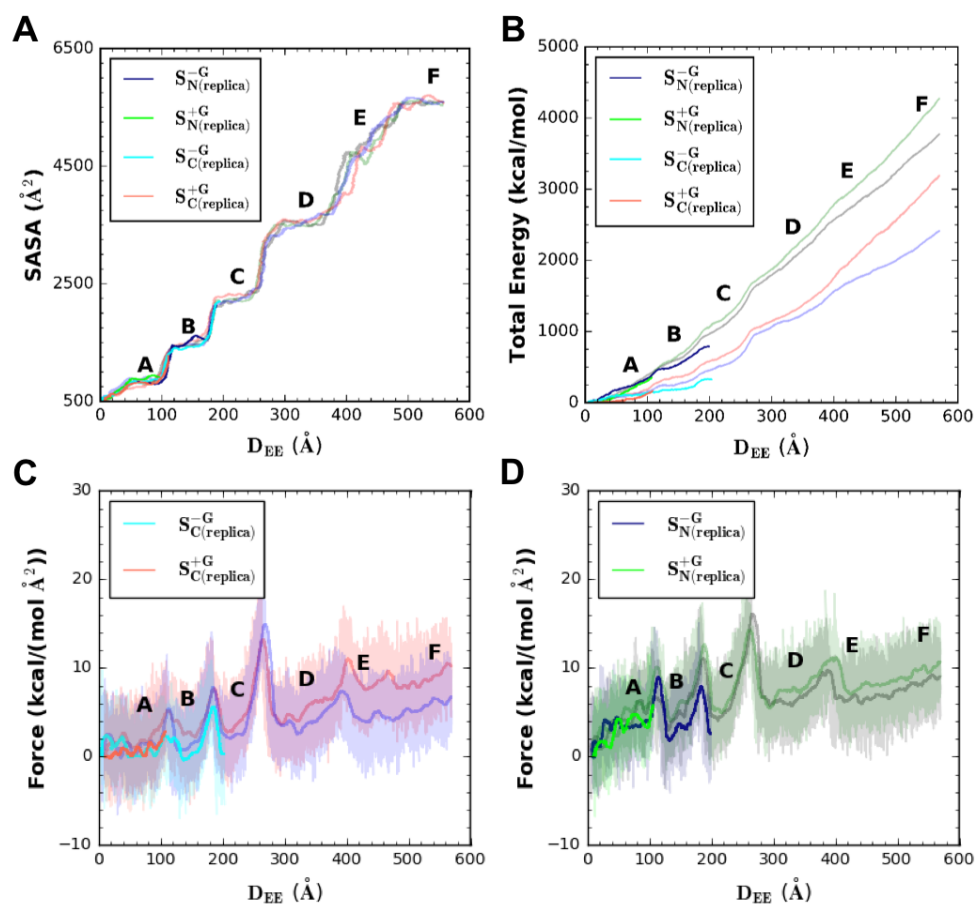 A
6500
4500
2500
500
SASA (Å²)
S_N(replica)^-G
S_N(replica)^+G
S_C(replica)^-G
S_C(replica)^+G
A
B
C
D
E
F
0 100 200 300 400 500 600
D_EE (Å)
B
5000
4000
3000
2000
1000
0
Total Energy (kcal/mol)
S_N(replica)^-G
S_N(replica)^+G
S_C(replica)^-G
S_C(replica)^+G
A
B
C
D
E
F
0 100 200 300 400 500 600
D_EE (Å)
C
30
20
10
0
-10
Force (kcal/(mol Å²))
S_C(replica)^-G
S_C(replica)^+G
A
B
C
D
E
F
0 100 200 300 400 500 600
D_EE (Å)
D
30
20
10
0
-10
Force (kcal/(mol Å²))
S_N(replica)^-G
S_N(replica)^+G
A
B
C
D
E
F
0 100 200 300 400 500 600
D_EE (Å)